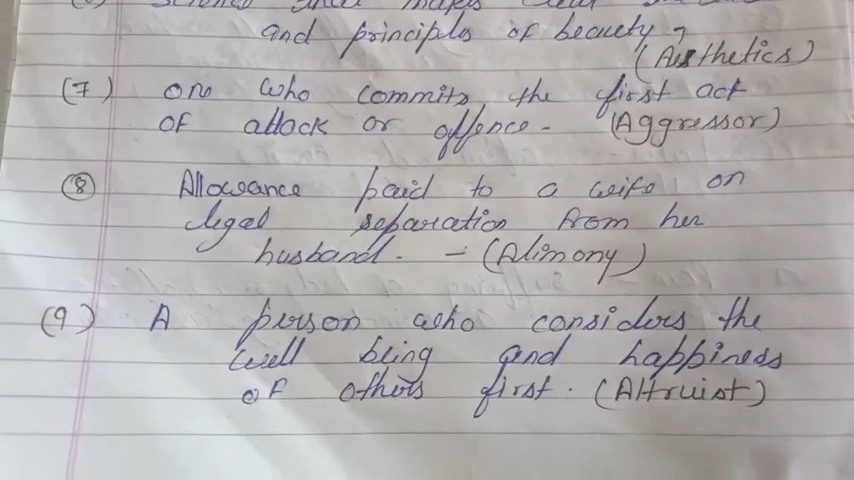 and principles of beauty -
(Aesthetics)
(7) One who commits the first act
OF attack or offence - (Aggressor)
(8) Allowance paid to a wife on
legal separation from her
husband. - (Alimony)
(9) A person who considers the
well being and happiness
OF others first. (Altruist)